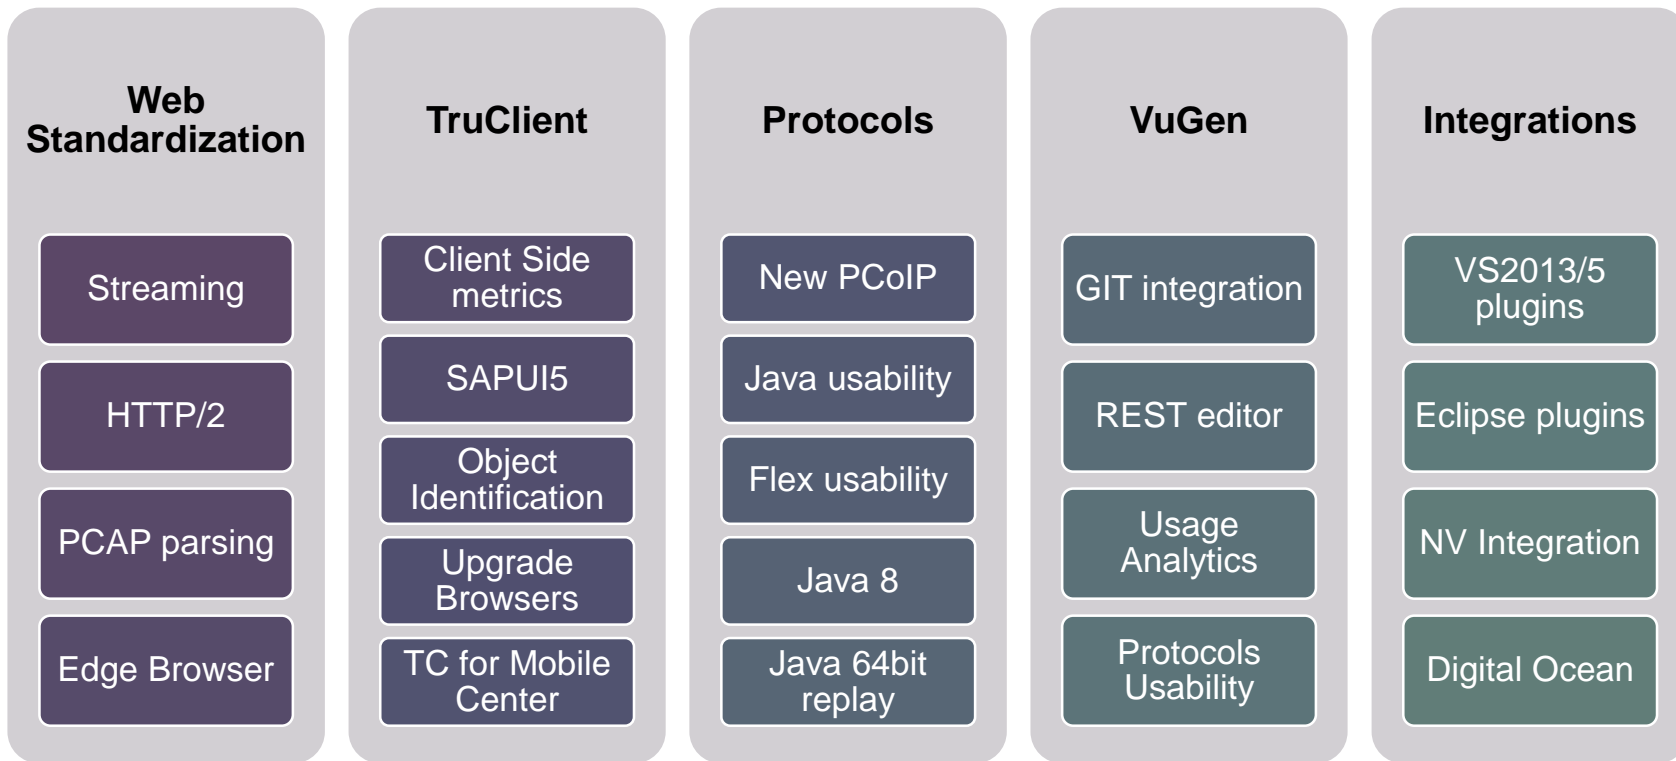 Web
Standardization
Streaming
HTTP/2
PCAP parsing
Edge Browser
TruClient
Client Side
metrics
SAPUI5
Object
Identification
Upgrade
Browsers
TC for Mobile
Center
Protocols
New PCoIP
Java usability
Flex usability
Java 8
Java 64bit
replay
VuGen
GIT integration
REST editor
Usage
Analytics
Protocols
Usability
Integrations
VS2013/5
plugins
Eclipse plugins
NV Integration
Digital Ocean